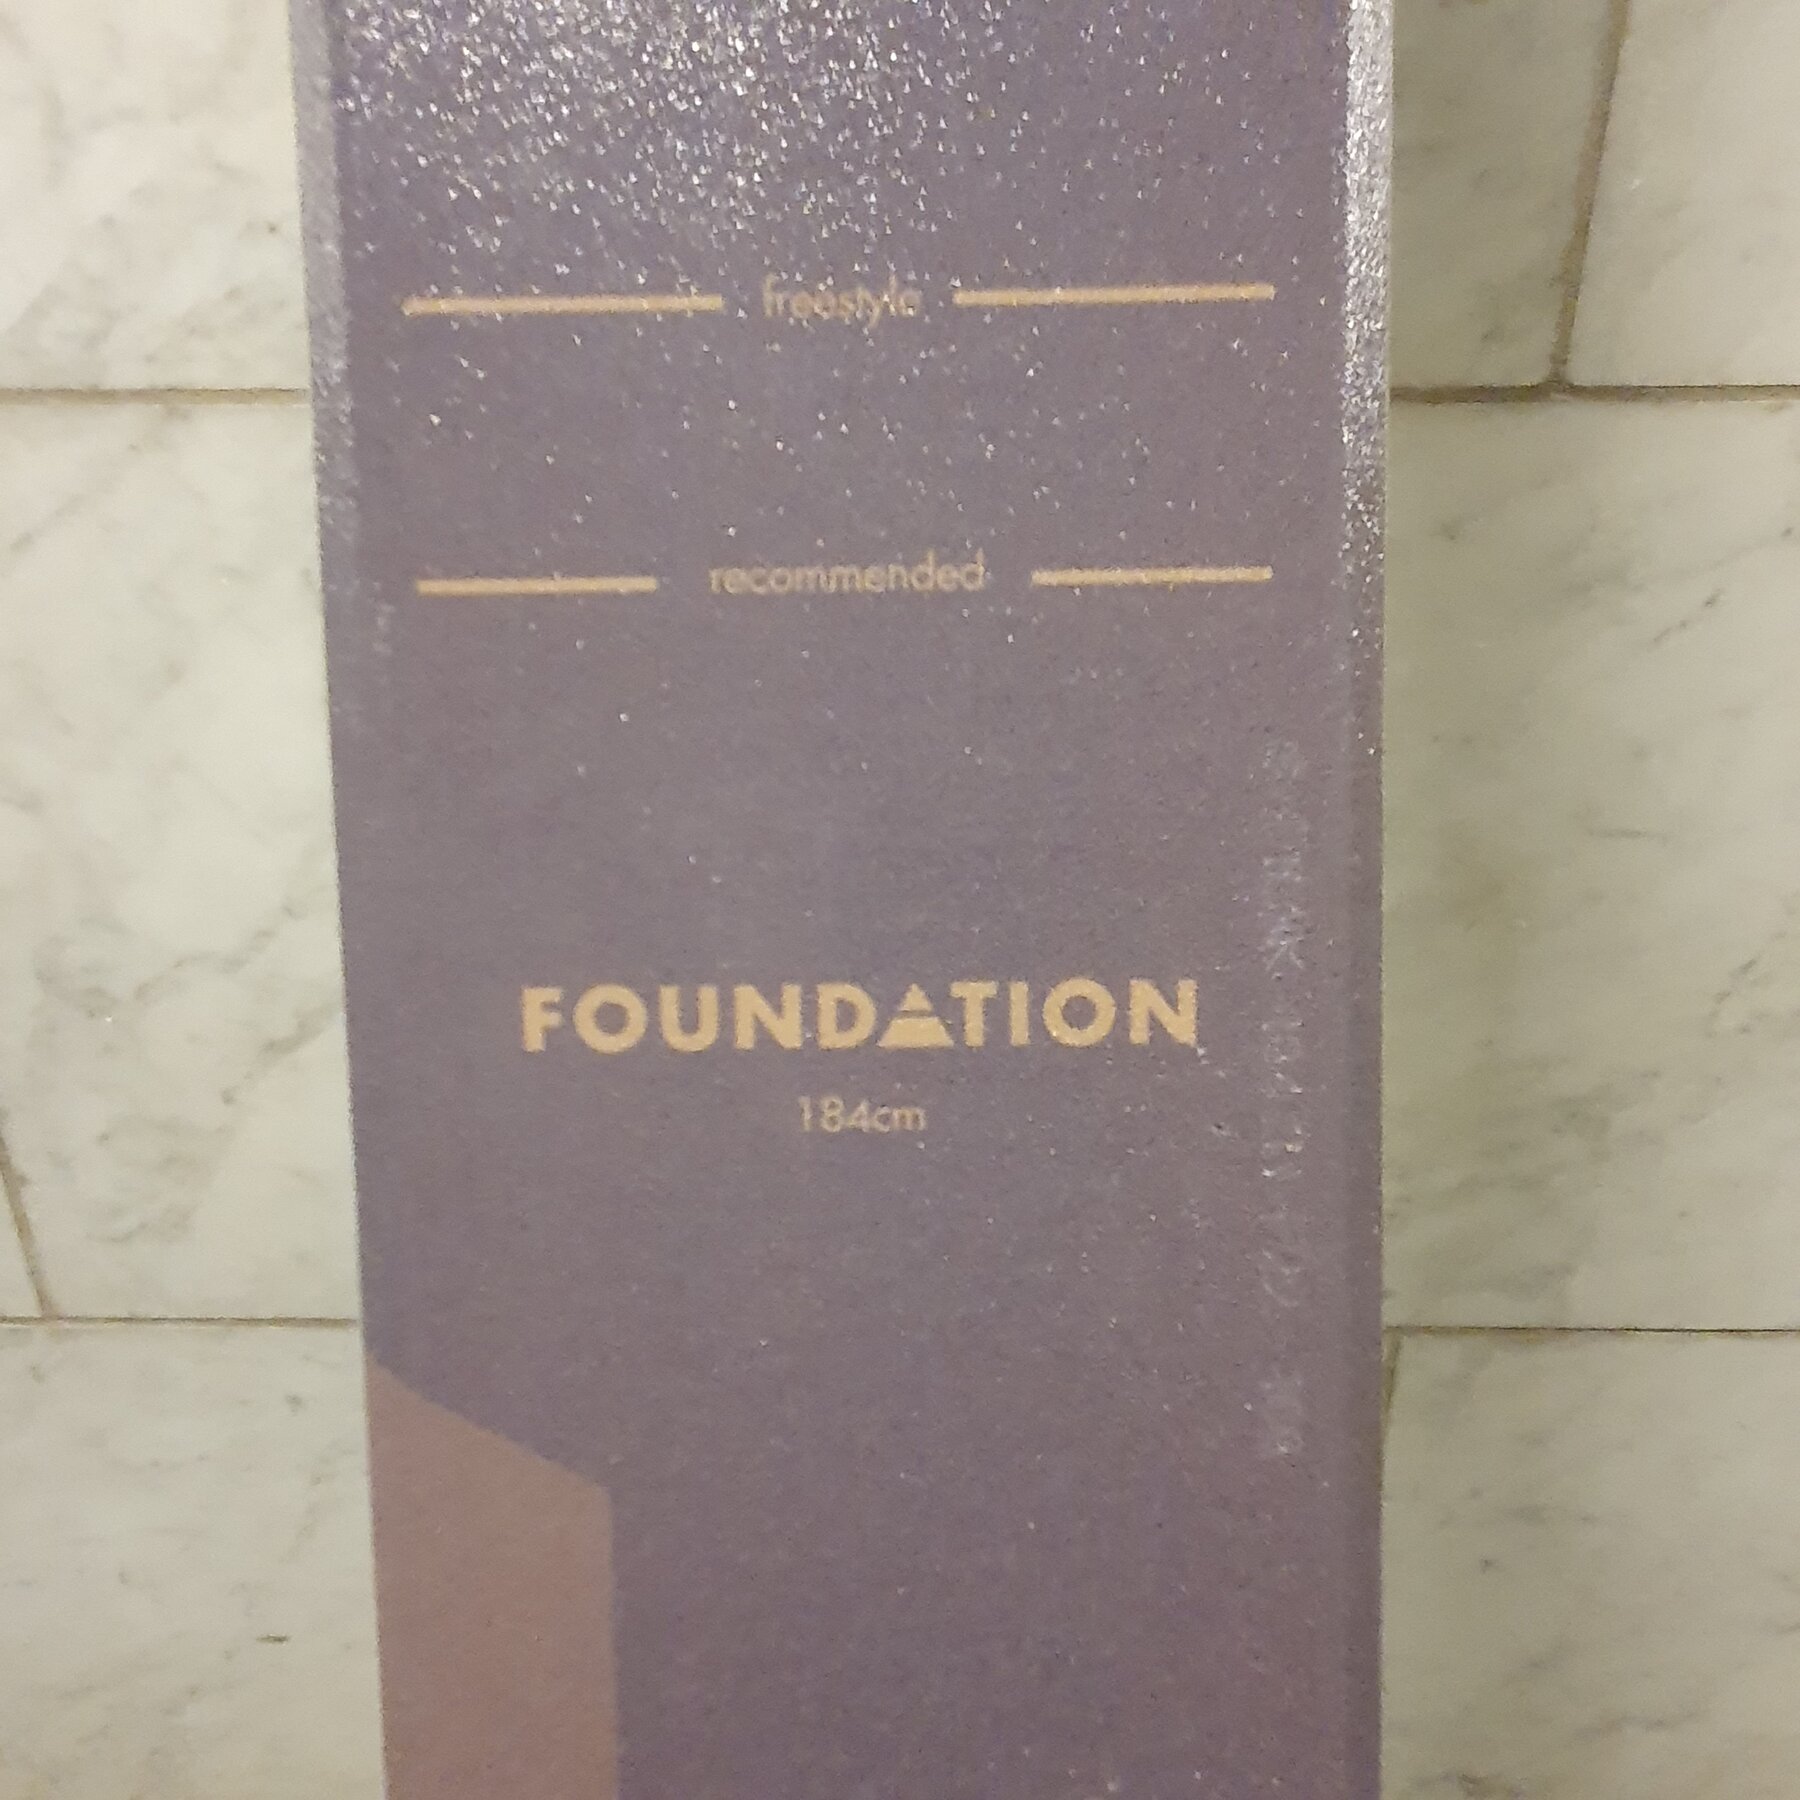 freestyle
recommended
FOUNDATION
184cm